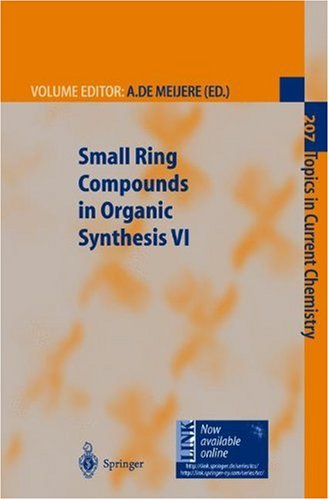 VOLUME EDITOR: A.DE MEIJERE (ED.)
207 Topics in Current Chemistry
Small Ring
Compounds
in Organic
Synthesis VI
LINK
Now
available
online
Springer